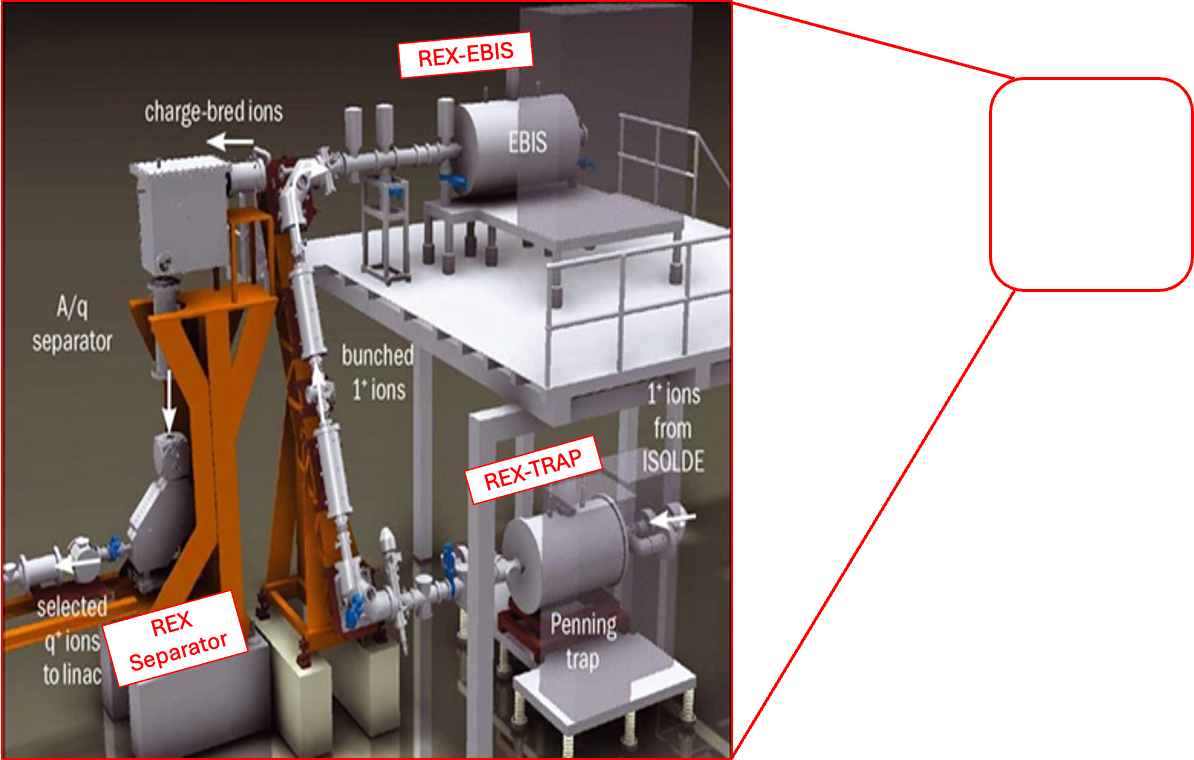 REX-EBIS
charge-bred ions
EBIS
A/q
separator
bunched
1⁺ ions
1⁺ ions
from
ISOLDE
REX-TRAP
selected
q⁺ ions
to linac
REX
Separator
Penning
trap